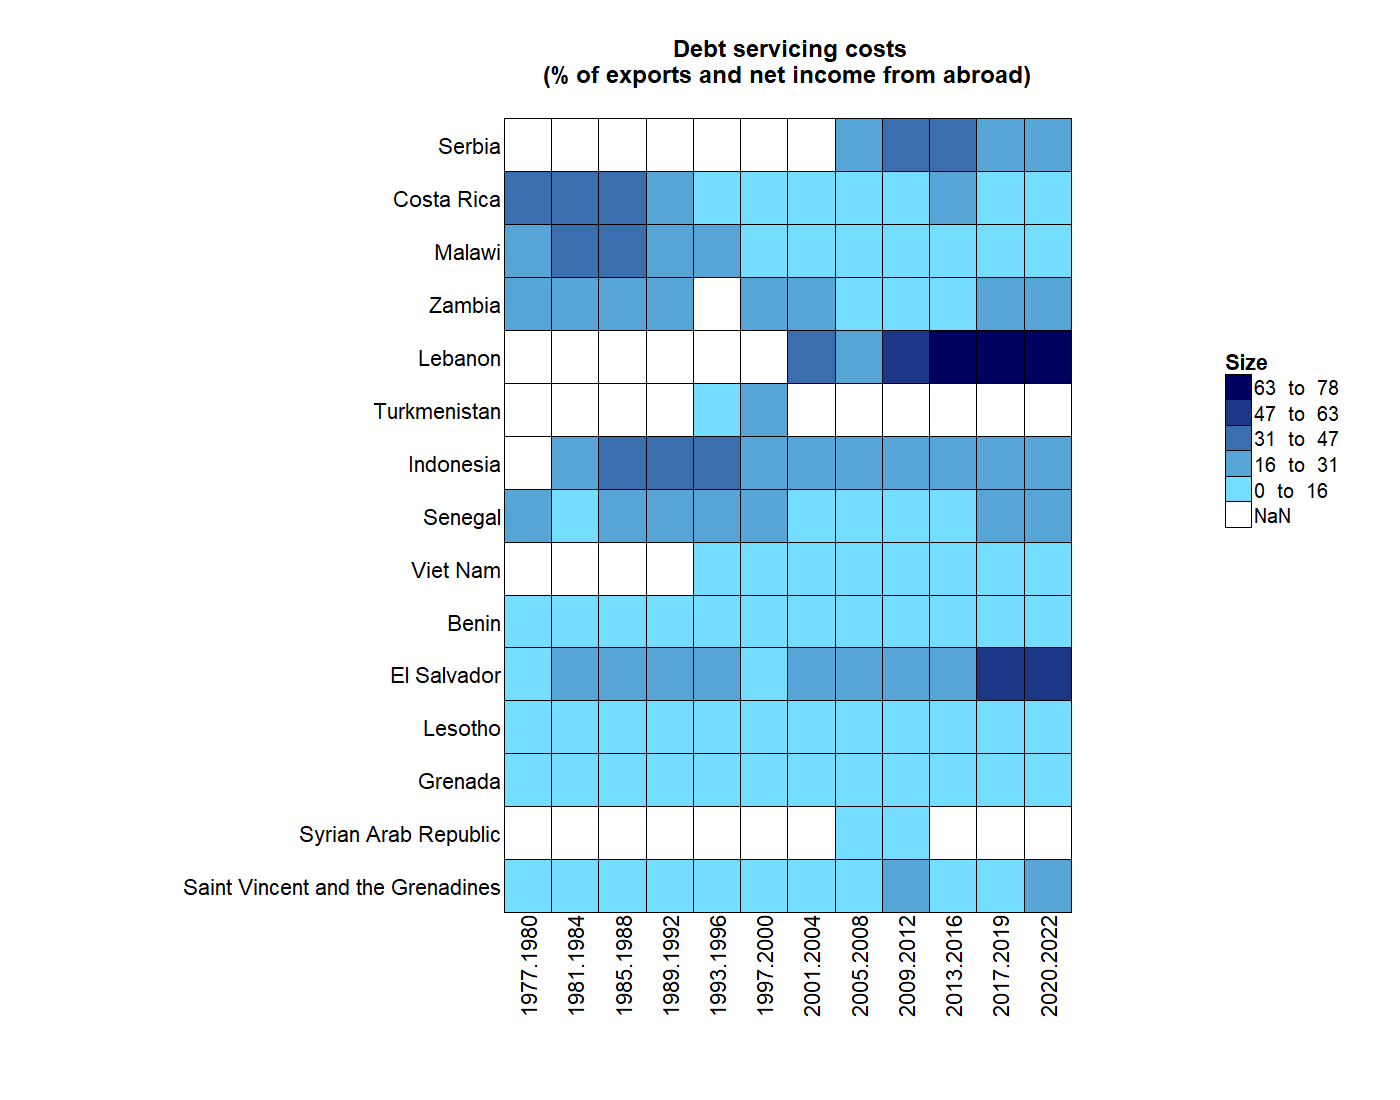 Debt servicing costs
(% of exports and net income from abroad)
Serbia
Costa Rica
Malawi
Zambia
Lebanon
Turkmenistan
Indonesia
Senegal
Viet Nam
Benin
El Salvador
Lesotho
Grenada
Syrian Arab Republic
Saint Vincent and the Grenadines
1977.1980
1981.1984
1985.1988
1989.1992
1993.1996
1997.2000
2001.2004
2005.2008
2009.2012
2013.2016
2017.2019
2020.2022
Size
63 to 78
47 to 63
31 to 47
16 to 31
0 to 16
NaN